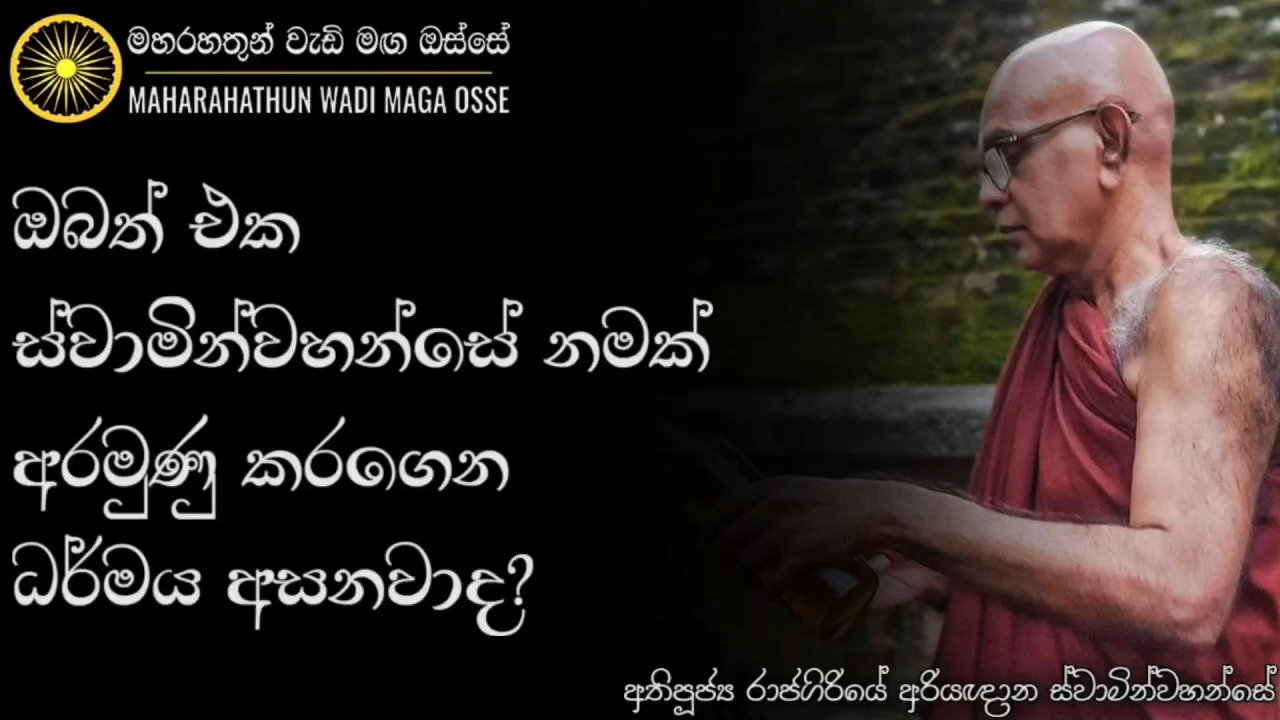 මහරහතුන් වැඩි මඟ ඔස්සේ
MAHARAHATHUN WADI MAGA OSSE
ඔබත් එක
ස්වාමින්වහන්සේ නමක්
අරමුණු කරගෙන
ධර්මය අසනවාද?
අතිපූජ්‍ය රාජගිරියේ අරියඥාන ස්වාමින්වහන්සේ